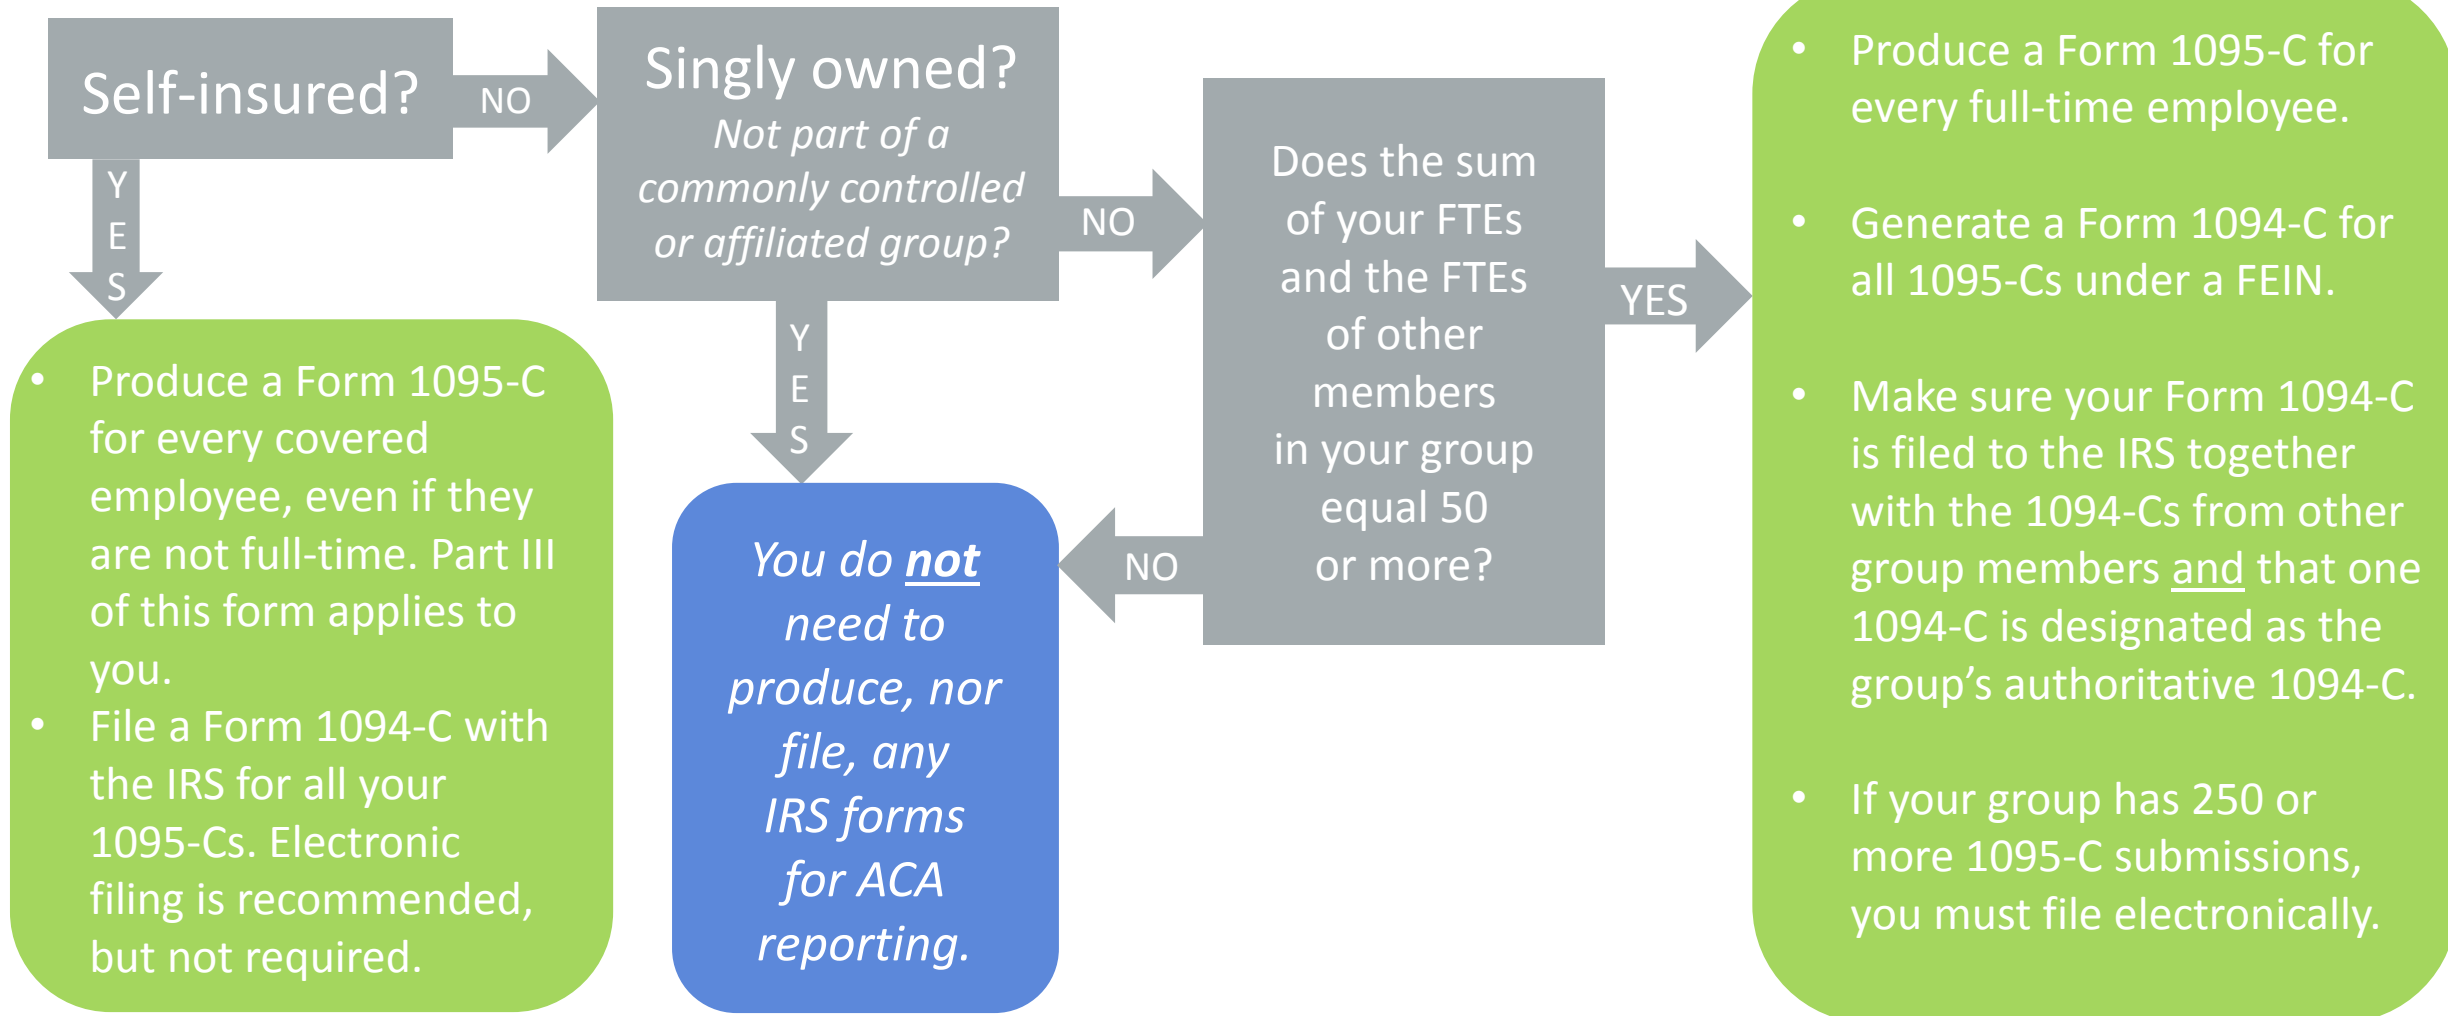 Self-insured?
NO
Y
E
S
• Produce a Form 1095-C
for every covered
employee, even if they
are not full-time. Part III
of this form applies to
you.
• File a Form 1094-C with
the IRS for all your
1095-Cs. Electronic
filing is recommended,
but not required.
Singly owned?
Not part of a
commonly controlled
or affiliated group?
NO
Y
E
S
You do not
need to
produce, nor
file, any
IRS forms
for ACA
reporting.
Does the sum
of your FTEs
and the FTEs
of other
members
in your group
equal 50
or more?
NO
YES
• Produce a Form 1095-C for
every full-time employee.
• Generate a Form 1094-C for
all 1095-Cs under a FEIN.
• Make sure your Form 1094-C
is filed to the IRS together
with the 1094-Cs from other
group members and that one
1094-C is designated as the
group’s authoritative 1094-C.
• If your group has 250 or
more 1095-C submissions,
you must file electronically.